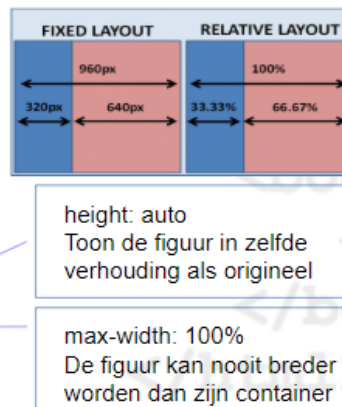 FIXED LAYOUT
RELATIVE LAYOUT
960px
100%
320px
640px
33.33%
66.67%
height: auto
Toon de figuur in zelfde
verhouding als origineel
max-width: 100%
De figuur kan nooit breder
worden dan zijn container